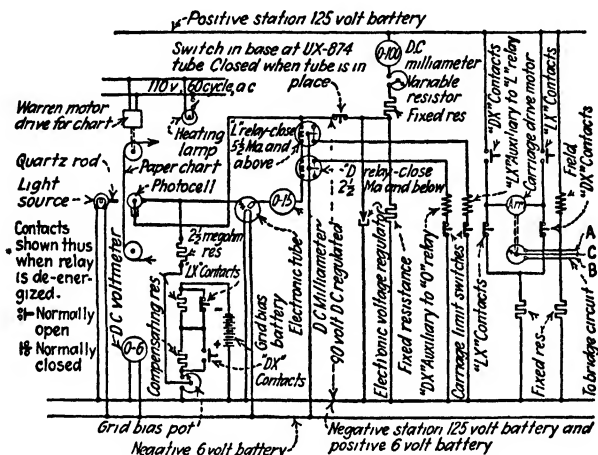 Positive station 125 volt battery
Switch in base at UX-874
tube Closed when tube is in
place
0-100
D.C
milliameter
Variable
resistor
Fixed res
110 v, 60 cycle, a c
Warren motor
drive for chart
Heating
lamp
Paper chart
Photocell
Quartz rod
Light
source
"L" relay-close
5½ Ma and
above
"D" relay-close
2½ Ma and below
0-15
Contacts
shown thus
when relay
is de-ener-
gized.
Normally
open
Normally
closed
D C voltmeter
0-6
2½ megohm
res
LX Contacts
Compensating res
Grid bias
battery
"DX"
Contacts
Electronic tube
D C Milliameter
90 volt D C regulated
Electronic voltage regulator
Fixed resistance
"DX" Auxiliary to "D" relay
Carriage limit switches
"LX" Contacts
"DX" Contacts
"LX" Auxiliary to "L" relay
Carriage drive motor
"LX" Contacts
Field,
"DX" Contacts
Arm
A
C
B
Fixed res
To bridge circuit
Grid bias pot
Negative 6 volt battery
Negative station 125 volt battery and
positive 6 volt battery